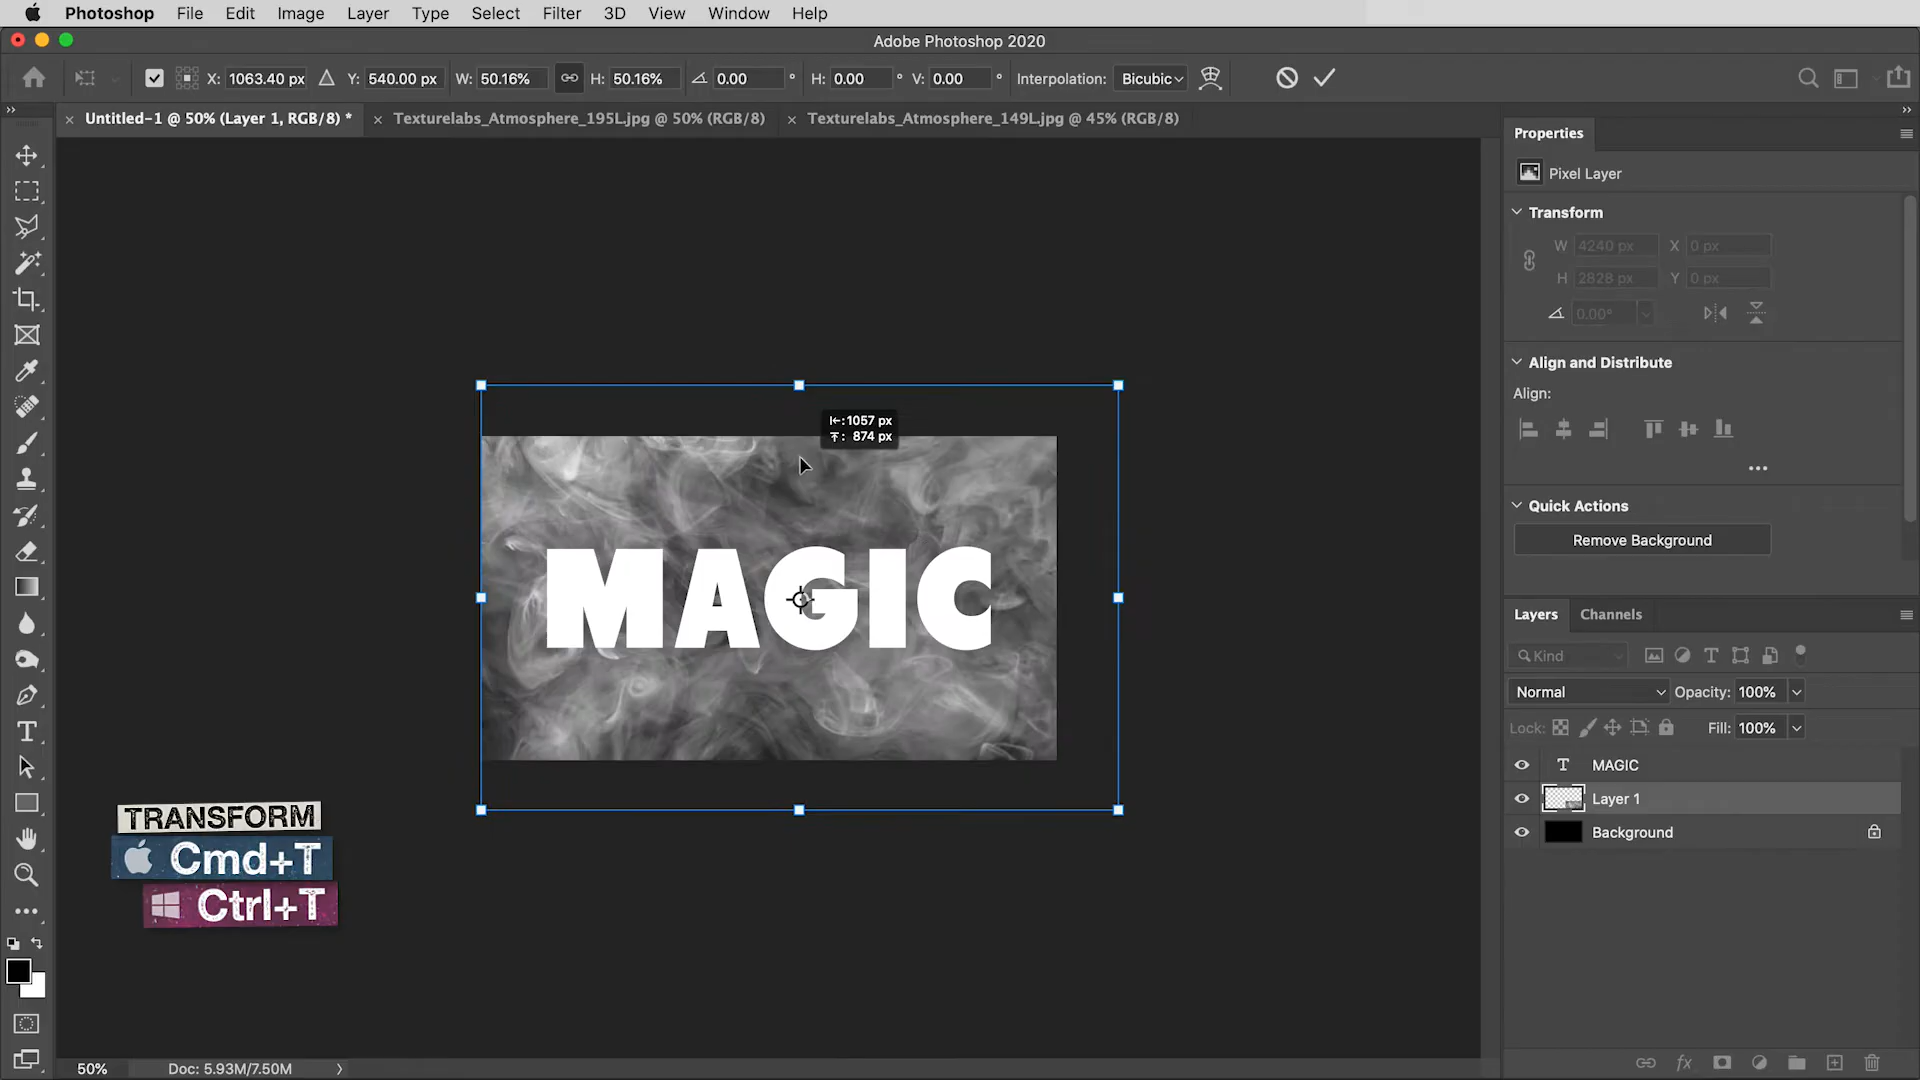 Photoshop File Edit Image Layer Type Select Filter 3D View Window Help
Adobe Photoshop 2020
X: 1063.40 px Y: 540.00 px W: 50.16% H: 50.16% 0.00 ° H: 0.00 ° V: 0.00 ° Interpolation: Bicubic
Untitled-1 @ 50% (Layer 1, RGB/8) * Texturelabs_Atmosphere_195L.jpg @ 50% (RGB/8) Texturelabs_Atmosphere_149L.jpg @ 45% (RGB/8)
Properties
Pixel Layer
Transform
W 4240 px X 0 px
H 2828 px Y 0 px
0.00°
Align and Distribute
Align:
Quick Actions
Remove Background
1057 px
874 px
MAGIC
TRANSFORM
Cmd+T
Ctrl+T
Layers Channels
Kind
Normal Opacity: 100%
Lock: Fill: 100%
T MAGIC
Layer 1
Background
fx
50% Doc: 5.93M/7.50M